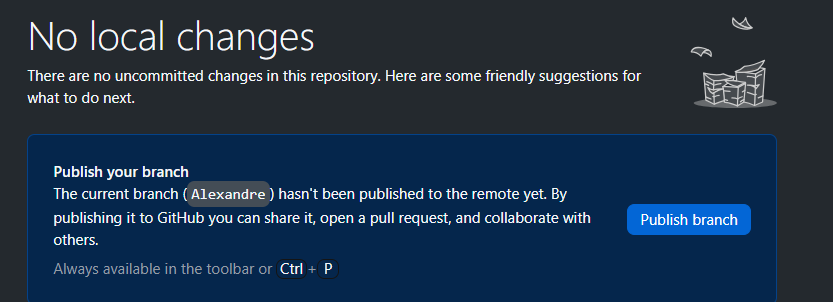 No local changes
There are no uncommitted changes in this repository. Here are some friendly suggestions for
what to do next.
Publish your branch
The current branch (Alexandre) hasn't been published to the remote yet. By
publishing it to GitHub you can share it, open a pull request, and collaborate with
others.
Publish branch
Always available in the toolbar or Ctrl + P